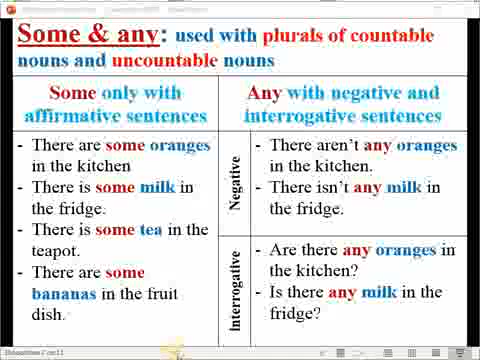 Some & any: used with plurals of countable
nouns and uncountable nouns
Some only with
affirmative sentences
Any with negative and
interrogative sentences
- There are some oranges
in the kitchen
- There is some milk in
the fridge.
- There is some tea in the
teapot.
- There are some
bananas in the fruit
dish.
Negative
- There aren't any oranges
in the kitchen.
- There isn't any milk in
the fridge.
Interrogative
- Are there any oranges in
the kitchen?
- Is there any milk in the
fridge?